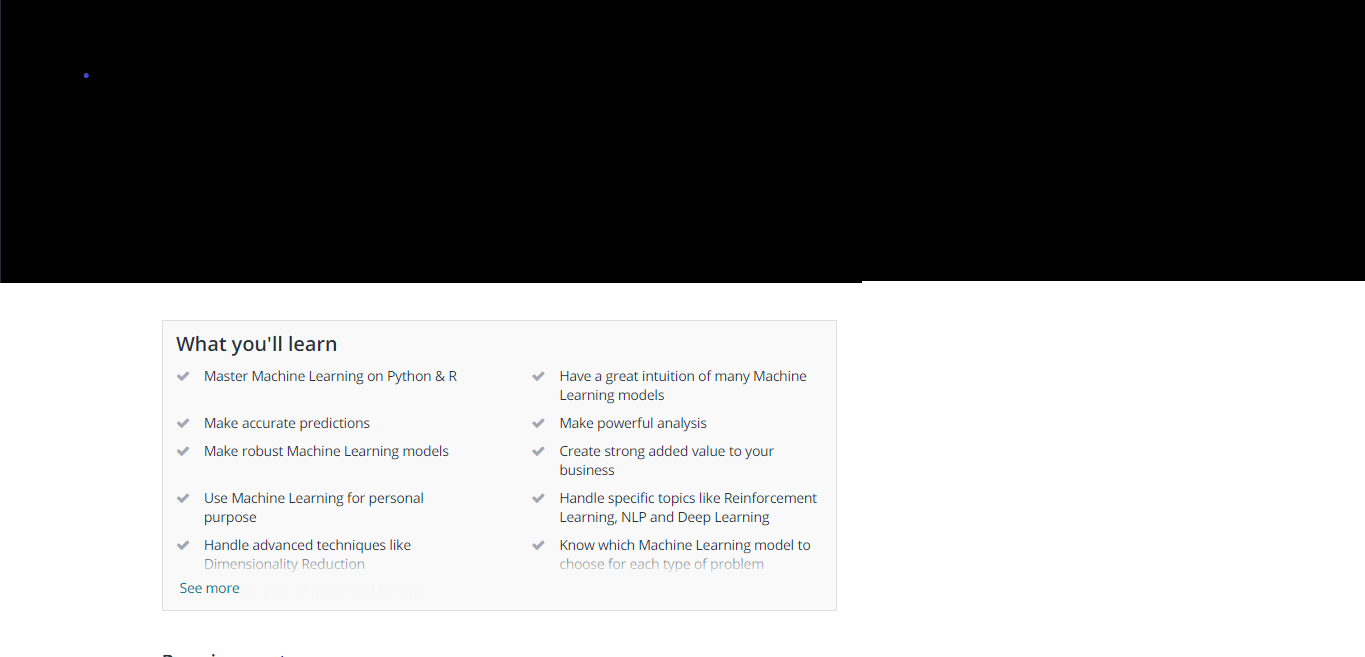 What you'll learn
Master Machine Learning on Python & R
Have a great intuition of many Machine
Learning models
Make accurate predictions
Make powerful analysis
Make robust Machine Learning models
Create strong added value to your
business
Use Machine Learning for personal
purpose
Handle specific topics like Reinforcement
Learning, NLP and Deep Learning
Handle advanced techniques like
Dimensionality Reduction
Know which Machine Learning model to
choose for each type of problem
See more